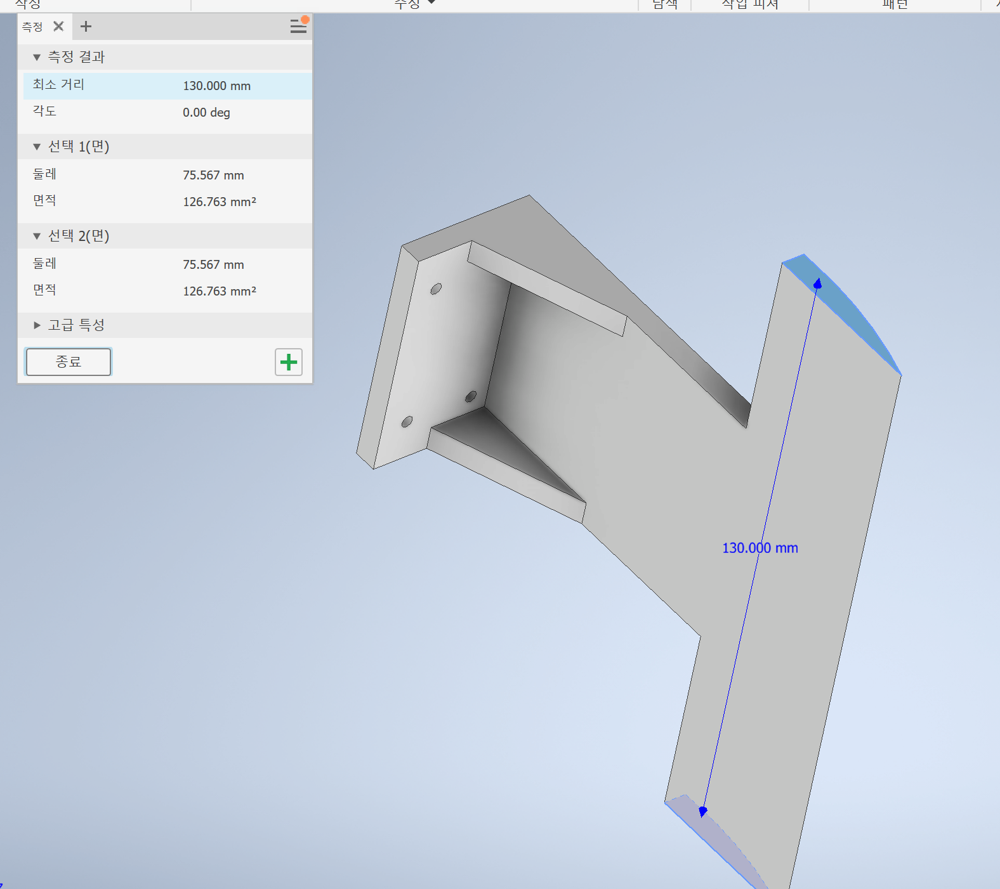 작성
수정
탐색
작업 피쳐
패턴
측정
측정 결과
최소 거리 130.000 mm
각도 0.00 deg
선택 1(면)
둘레 75.567 mm
면적 126.763 mm²
선택 2(면)
둘레 75.567 mm
면적 126.763 mm²
고급 특성
종료
130.000 mm